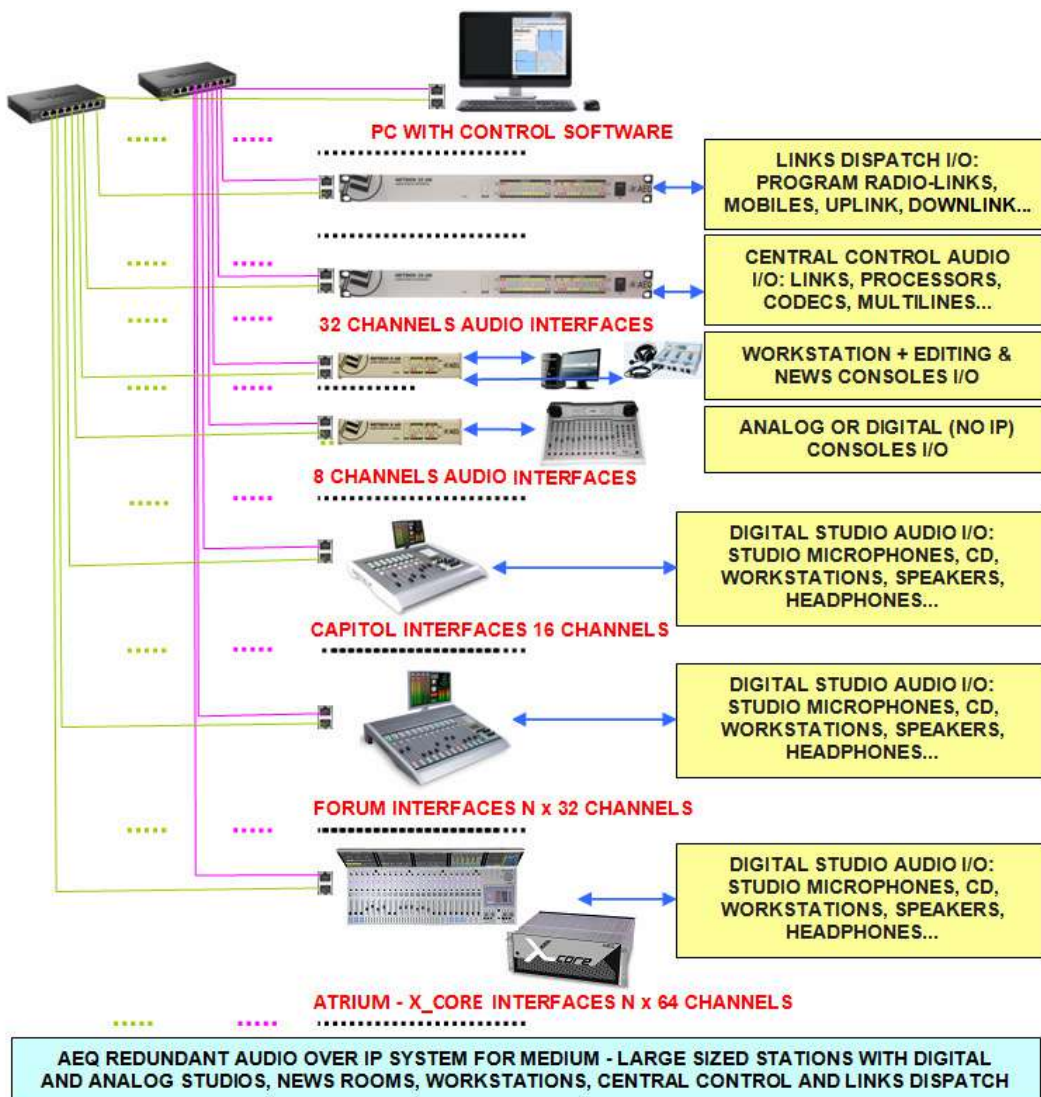 PC WITH CONTROL SOFTWARE
LINKS DISPATCH I/O:
PROGRAM RADIO-LINKS,
MOBILES, UPLINK, DOWNLINK...
AEQ
CENTRAL CONTROL AUDIO
I/O: LINKS, PROCESSORS,
CODECS, MULTILINES...
AEQ
32 CHANNELS AUDIO INTERFACES
WORKSTATION + EDITING &
NEWS CONSOLES I/O
AEQ
ANALOG OR DIGITAL (NO IP)
CONSOLES I/O
AEQ
8 CHANNELS AUDIO INTERFACES
DIGITAL STUDIO AUDIO I/O:
STUDIO MICROPHONES, CD,
WORKSTATIONS, SPEAKERS,
HEADPHONES...
CAPITOL INTERFACES 16 CHANNELS
DIGITAL STUDIO AUDIO I/O:
STUDIO MICROPHONES, CD,
WORKSTATIONS, SPEAKERS,
HEADPHONES...
FORUM INTERFACES N x 32 CHANNELS
DIGITAL STUDIO AUDIO I/O:
STUDIO MICROPHONES, CD,
WORKSTATIONS, SPEAKERS,
HEADPHONES...
X_core
ATRIUM - X_CORE INTERFACES N x 64 CHANNELS
AEQ REDUNDANT AUDIO OVER IP SYSTEM FOR MEDIUM - LARGE SIZED STATIONS WITH DIGITAL
AND ANALOG STUDIOS, NEWS ROOMS, WORKSTATIONS, CENTRAL CONTROL AND LINKS DISPATCH